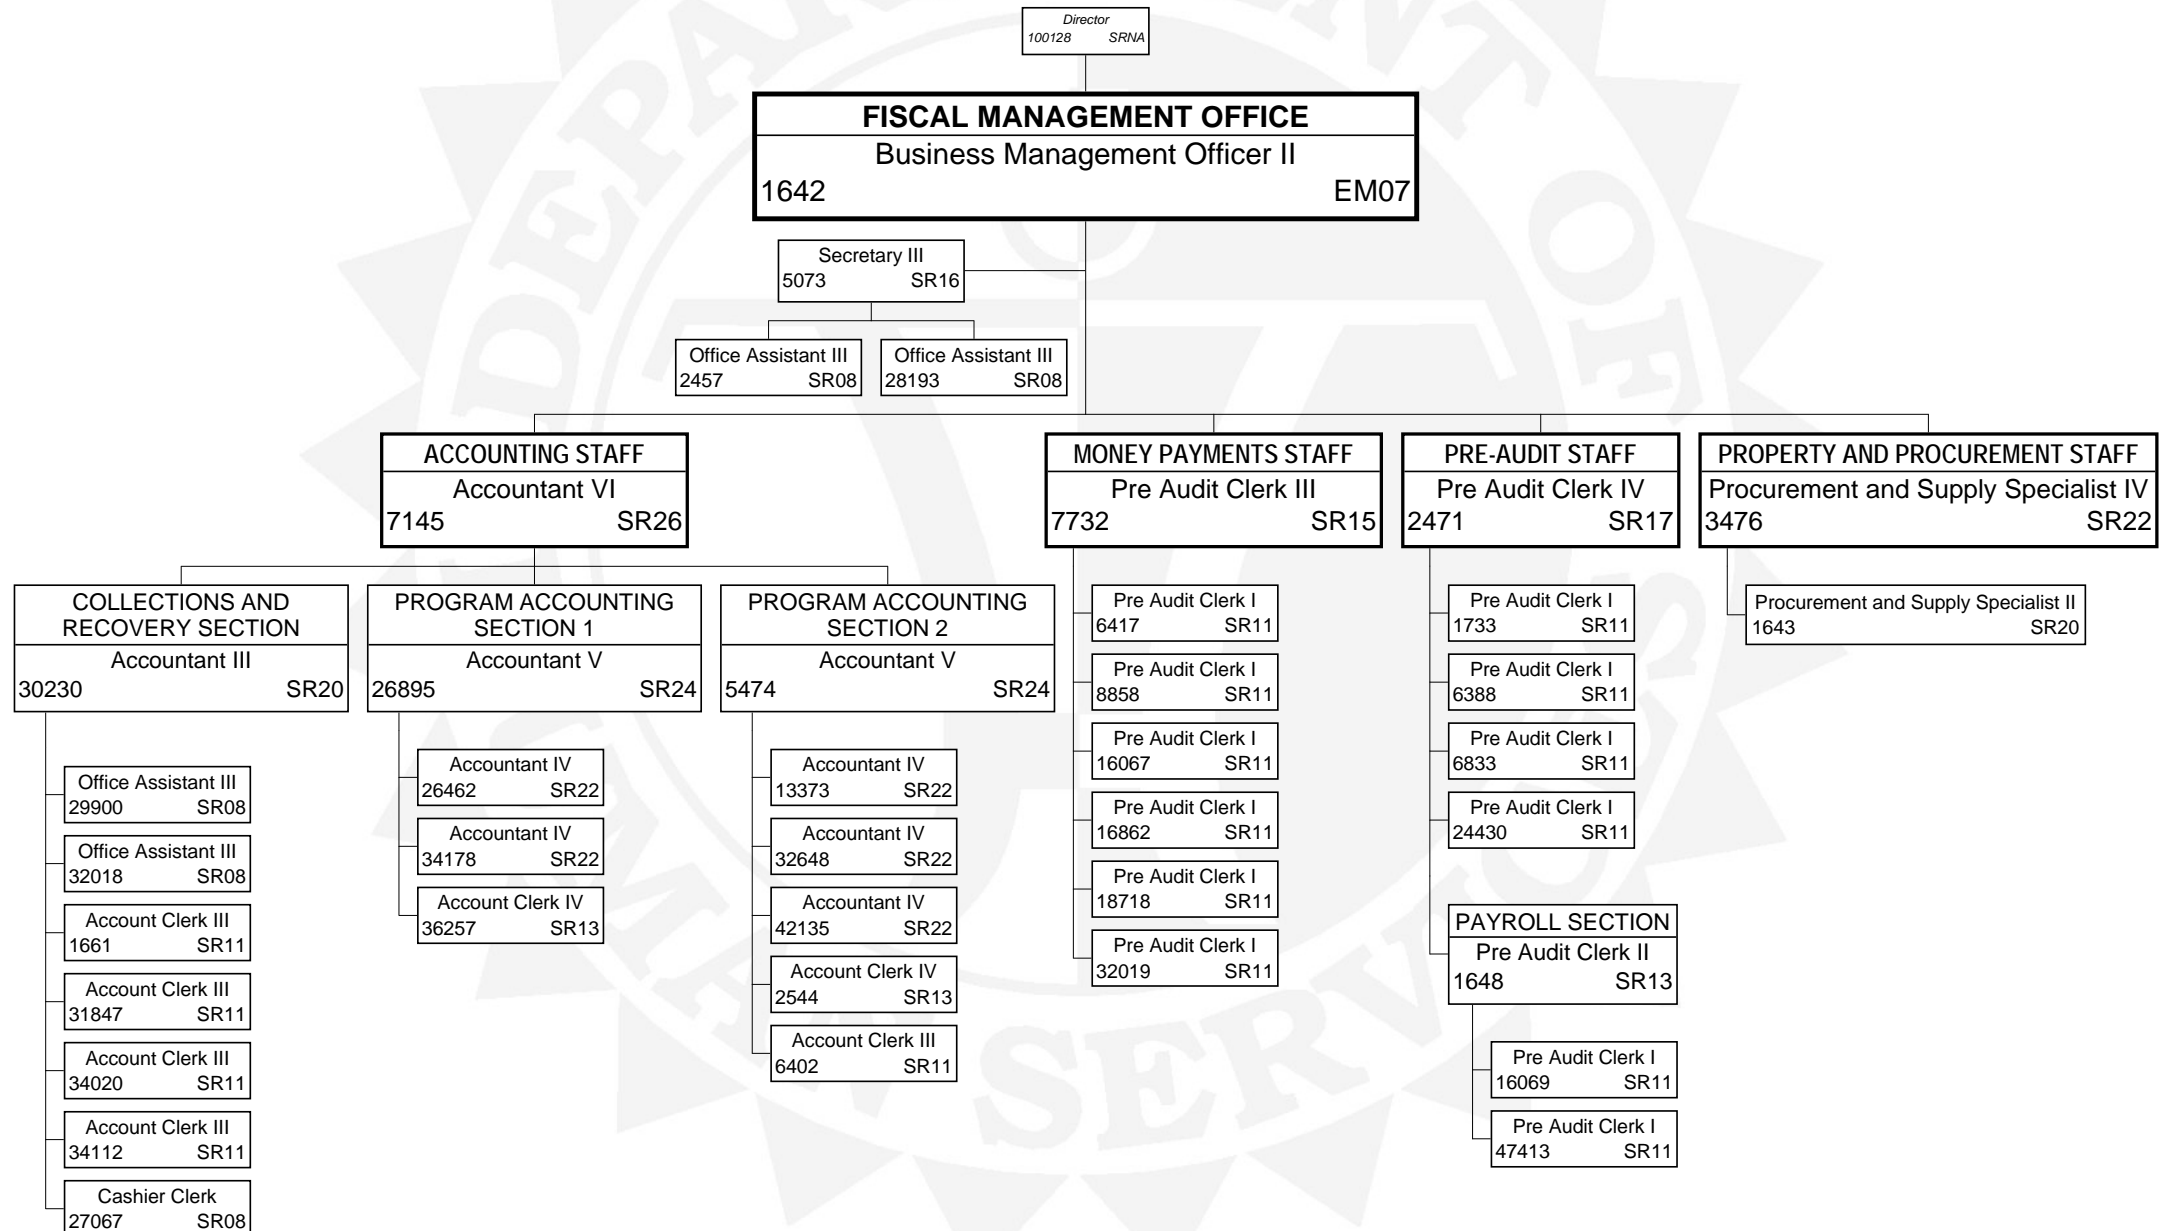 Director
100128 SRNA
FISCAL MANAGEMENT OFFICE
Business Management Officer II
1642 EM07
Secretary III
5073 SR16
Office Assistant III
2457 SR08
Office Assistant III
28193 SR08
ACCOUNTING STAFF
Accountant VI
7145 SR26
MONEY PAYMENTS STAFF
Pre Audit Clerk III
7732 SR15
PRE-AUDIT STAFF
Pre Audit Clerk IV
2471 SR17
PROPERTY AND PROCUREMENT STAFF
Procurement and Supply Specialist IV
3476 SR22
COLLECTIONS AND
RECOVERY SECTION
Accountant III
30230 SR20
PROGRAM ACCOUNTING
SECTION 1
Accountant V
26895 SR24
PROGRAM ACCOUNTING
SECTION 2
Accountant V
5474 SR24
Office Assistant III
29900 SR08
Office Assistant III
32018 SR08
Account Clerk III
1661 SR11
Account Clerk III
31847 SR11
Account Clerk III
34020 SR11
Account Clerk III
34112 SR11
Cashier Clerk
27067 SR08
Accountant IV
26462 SR22
Accountant IV
34178 SR22
Account Clerk IV
36257 SR13
Accountant IV
13373 SR22
Accountant IV
32648 SR22
Accountant IV
42135 SR22
Account Clerk IV
2544 SR13
Account Clerk III
6402 SR11
Pre Audit Clerk I
6417 SR11
Pre Audit Clerk I
8858 SR11
Pre Audit Clerk I
16067 SR11
Pre Audit Clerk I
16862 SR11
Pre Audit Clerk I
18718 SR11
Pre Audit Clerk I
32019 SR11
Pre Audit Clerk I
1733 SR11
Pre Audit Clerk I
6388 SR11
Pre Audit Clerk I
6833 SR11
Pre Audit Clerk I
24430 SR11
PAYROLL SECTION
Pre Audit Clerk II
1648 SR13
Pre Audit Clerk I
16069 SR11
Pre Audit Clerk I
47413 SR11
Procurement and Supply Specialist II
1643 SR20
DEPARTMENT OF
HUMAN SERVICES